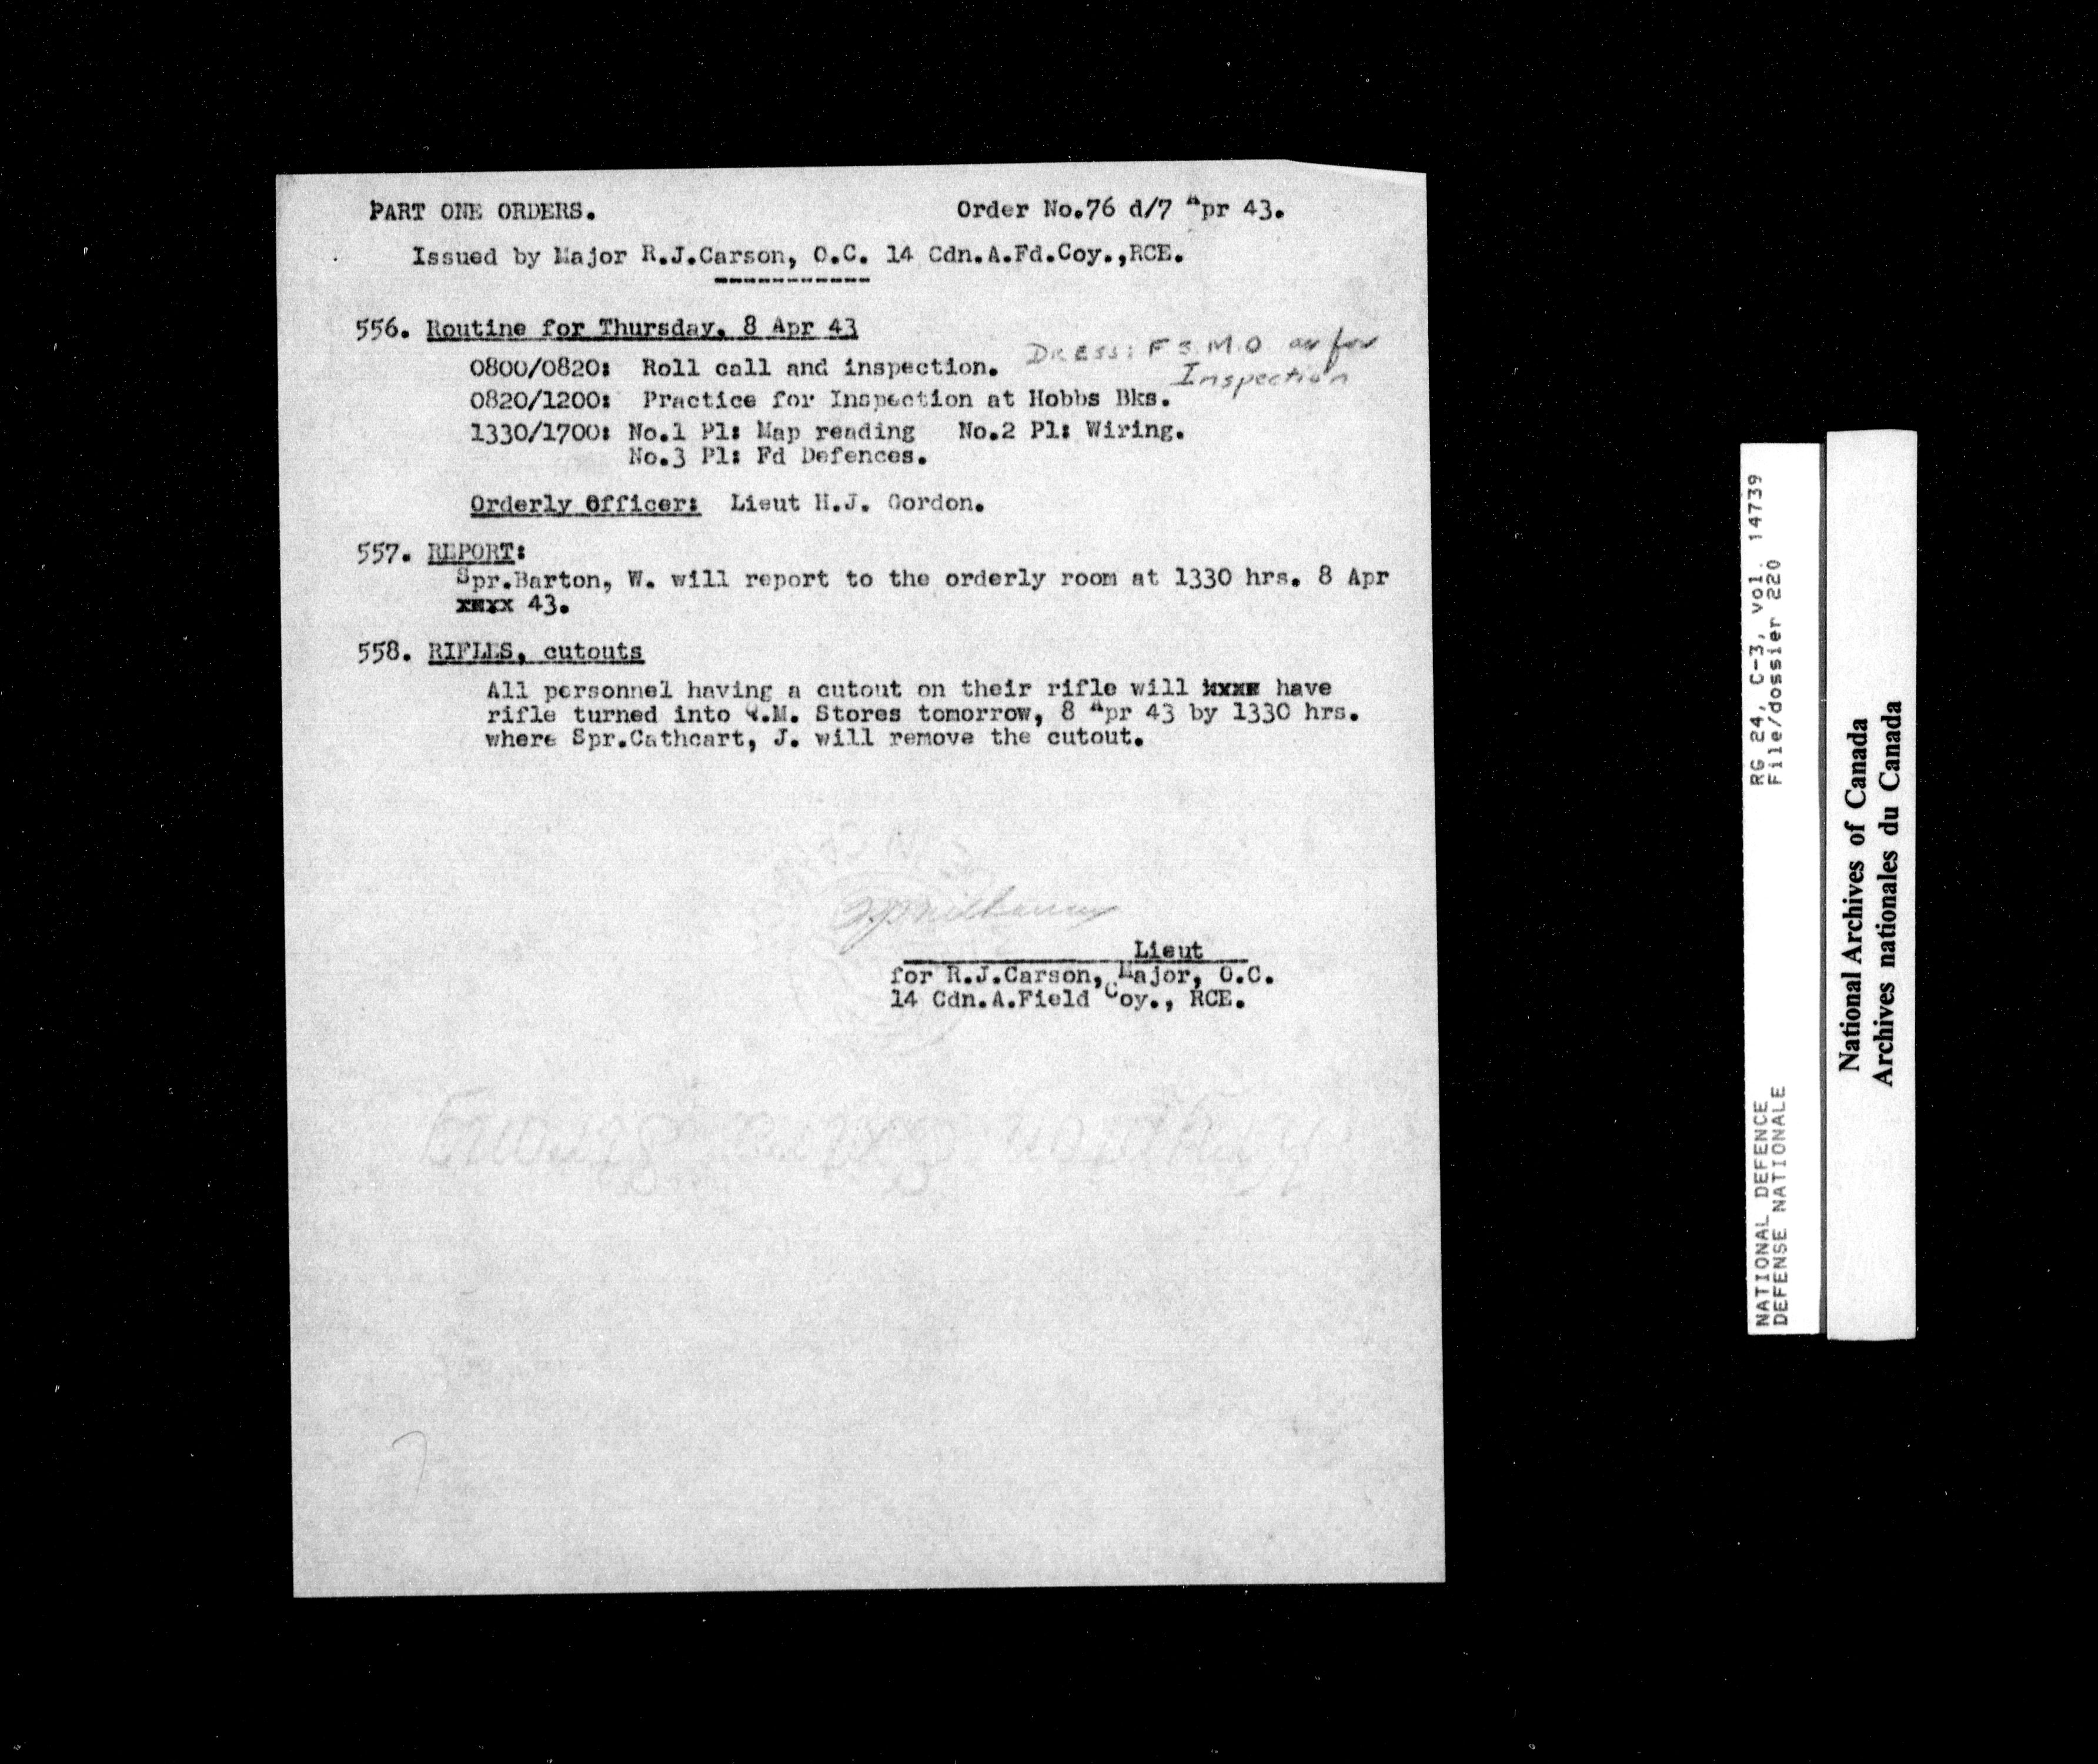 PART ONE ORDERS. Order No.76 d/7 Apr 43.
Issued by Major R.J.Carson, O.C. 14 Cdn.A.Fd.Coy.,RCE.
-----------
556. Routine for Thursday, 8 Apr 43
DRESS: F S.M.O as for
Inspection
0800/0820: Roll call and inspection.
0820/1200: Practice for Inspection at Hobbs Bks.
1330/1700: No.1 Pl: Map reading No.2 Pl: Wiring.
No.3 Pl: Fd Defences.
Orderly Officer: Lieut H.J. Gordon.
557. REPORT:
Spr.Barton, W. will report to the orderly room at 1330 hrs. 8 Apr
xxxx 43.
558. RIFLES, cutouts
All personnel having a cutout on their rifle will xxxx have
rifle turned into Q.M. Stores tomorrow, 8 Apr 43 by 1330 hrs.
where Spr.Cathcart, J. will remove the cutout.
Lieut
for R.J.Carson, Major, O.C.
14 Cdn.A.Field Coy., RCE.
RG 24, C-3, vol. 14739
File/dossier 220
NATIONAL DEFENCE
DEFENSE NATIONALE
National Archives of Canada
Archives nationales du Canada